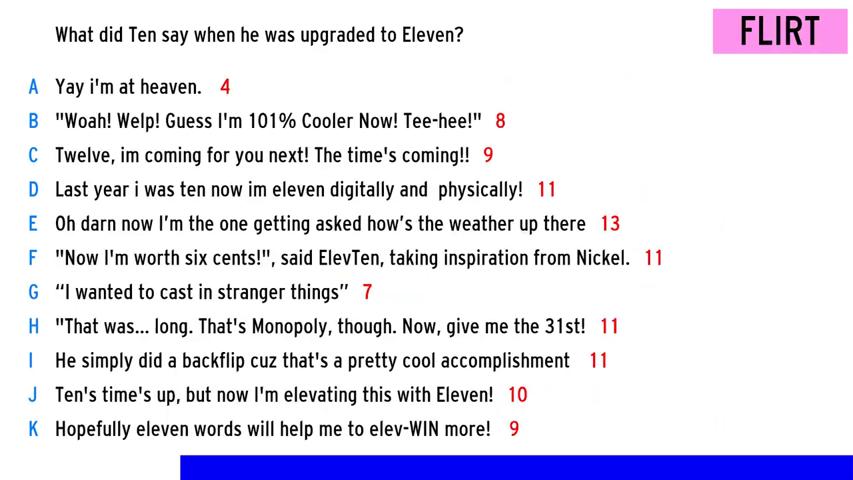 What did Ten say when he was upgraded to Eleven?
FLIRT
A Yay i'm at heaven. 4
B "Woah! Welp! Guess I'm 101% Cooler Now! Tee-hee!" 8
C Twelve, im coming for you next! The time's coming!! 9
D Last year i was ten now im eleven digitally and physically! 11
E Oh darn now I’m the one getting asked how’s the weather up there 13
F "Now I'm worth six cents!", said ElevTen, taking inspiration from Nickel. 11
G “I wanted to cast in stranger things” 7
H "That was... long. That's Monopoly, though. Now, give me the 31st! 11
I He simply did a backflip cuz that's a pretty cool accomplishment 11
J Ten's time's up, but now I'm elevating this with Eleven! 10
K Hopefully eleven words will help me to elev-WIN more! 9